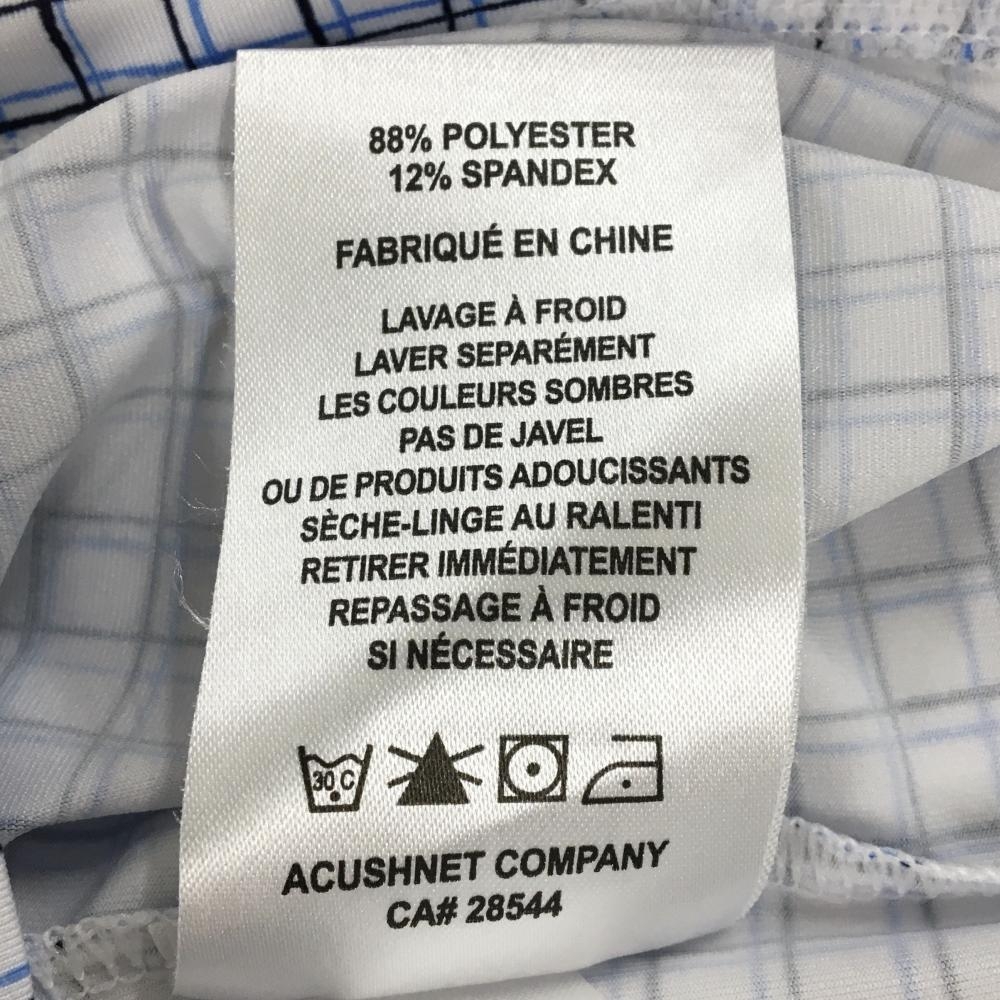 88% POLYESTER
12% SPANDEX
FABRIQUÉ EN CHINE
LAVAGE À FROID
LAVER SEPARÉMENT
LES COULEURS SOMBRES
PAS DE JAVEL
OU DE PRODUITS ADOUCISSANTS
SÈCHE-LINGE AU RALENTI
RETIRER IMMÉDIATEMENT
REPASSAGE À FROID
SI NÉCESSAIRE
30 C
ACUSHNET COMPANY
CA# 28544